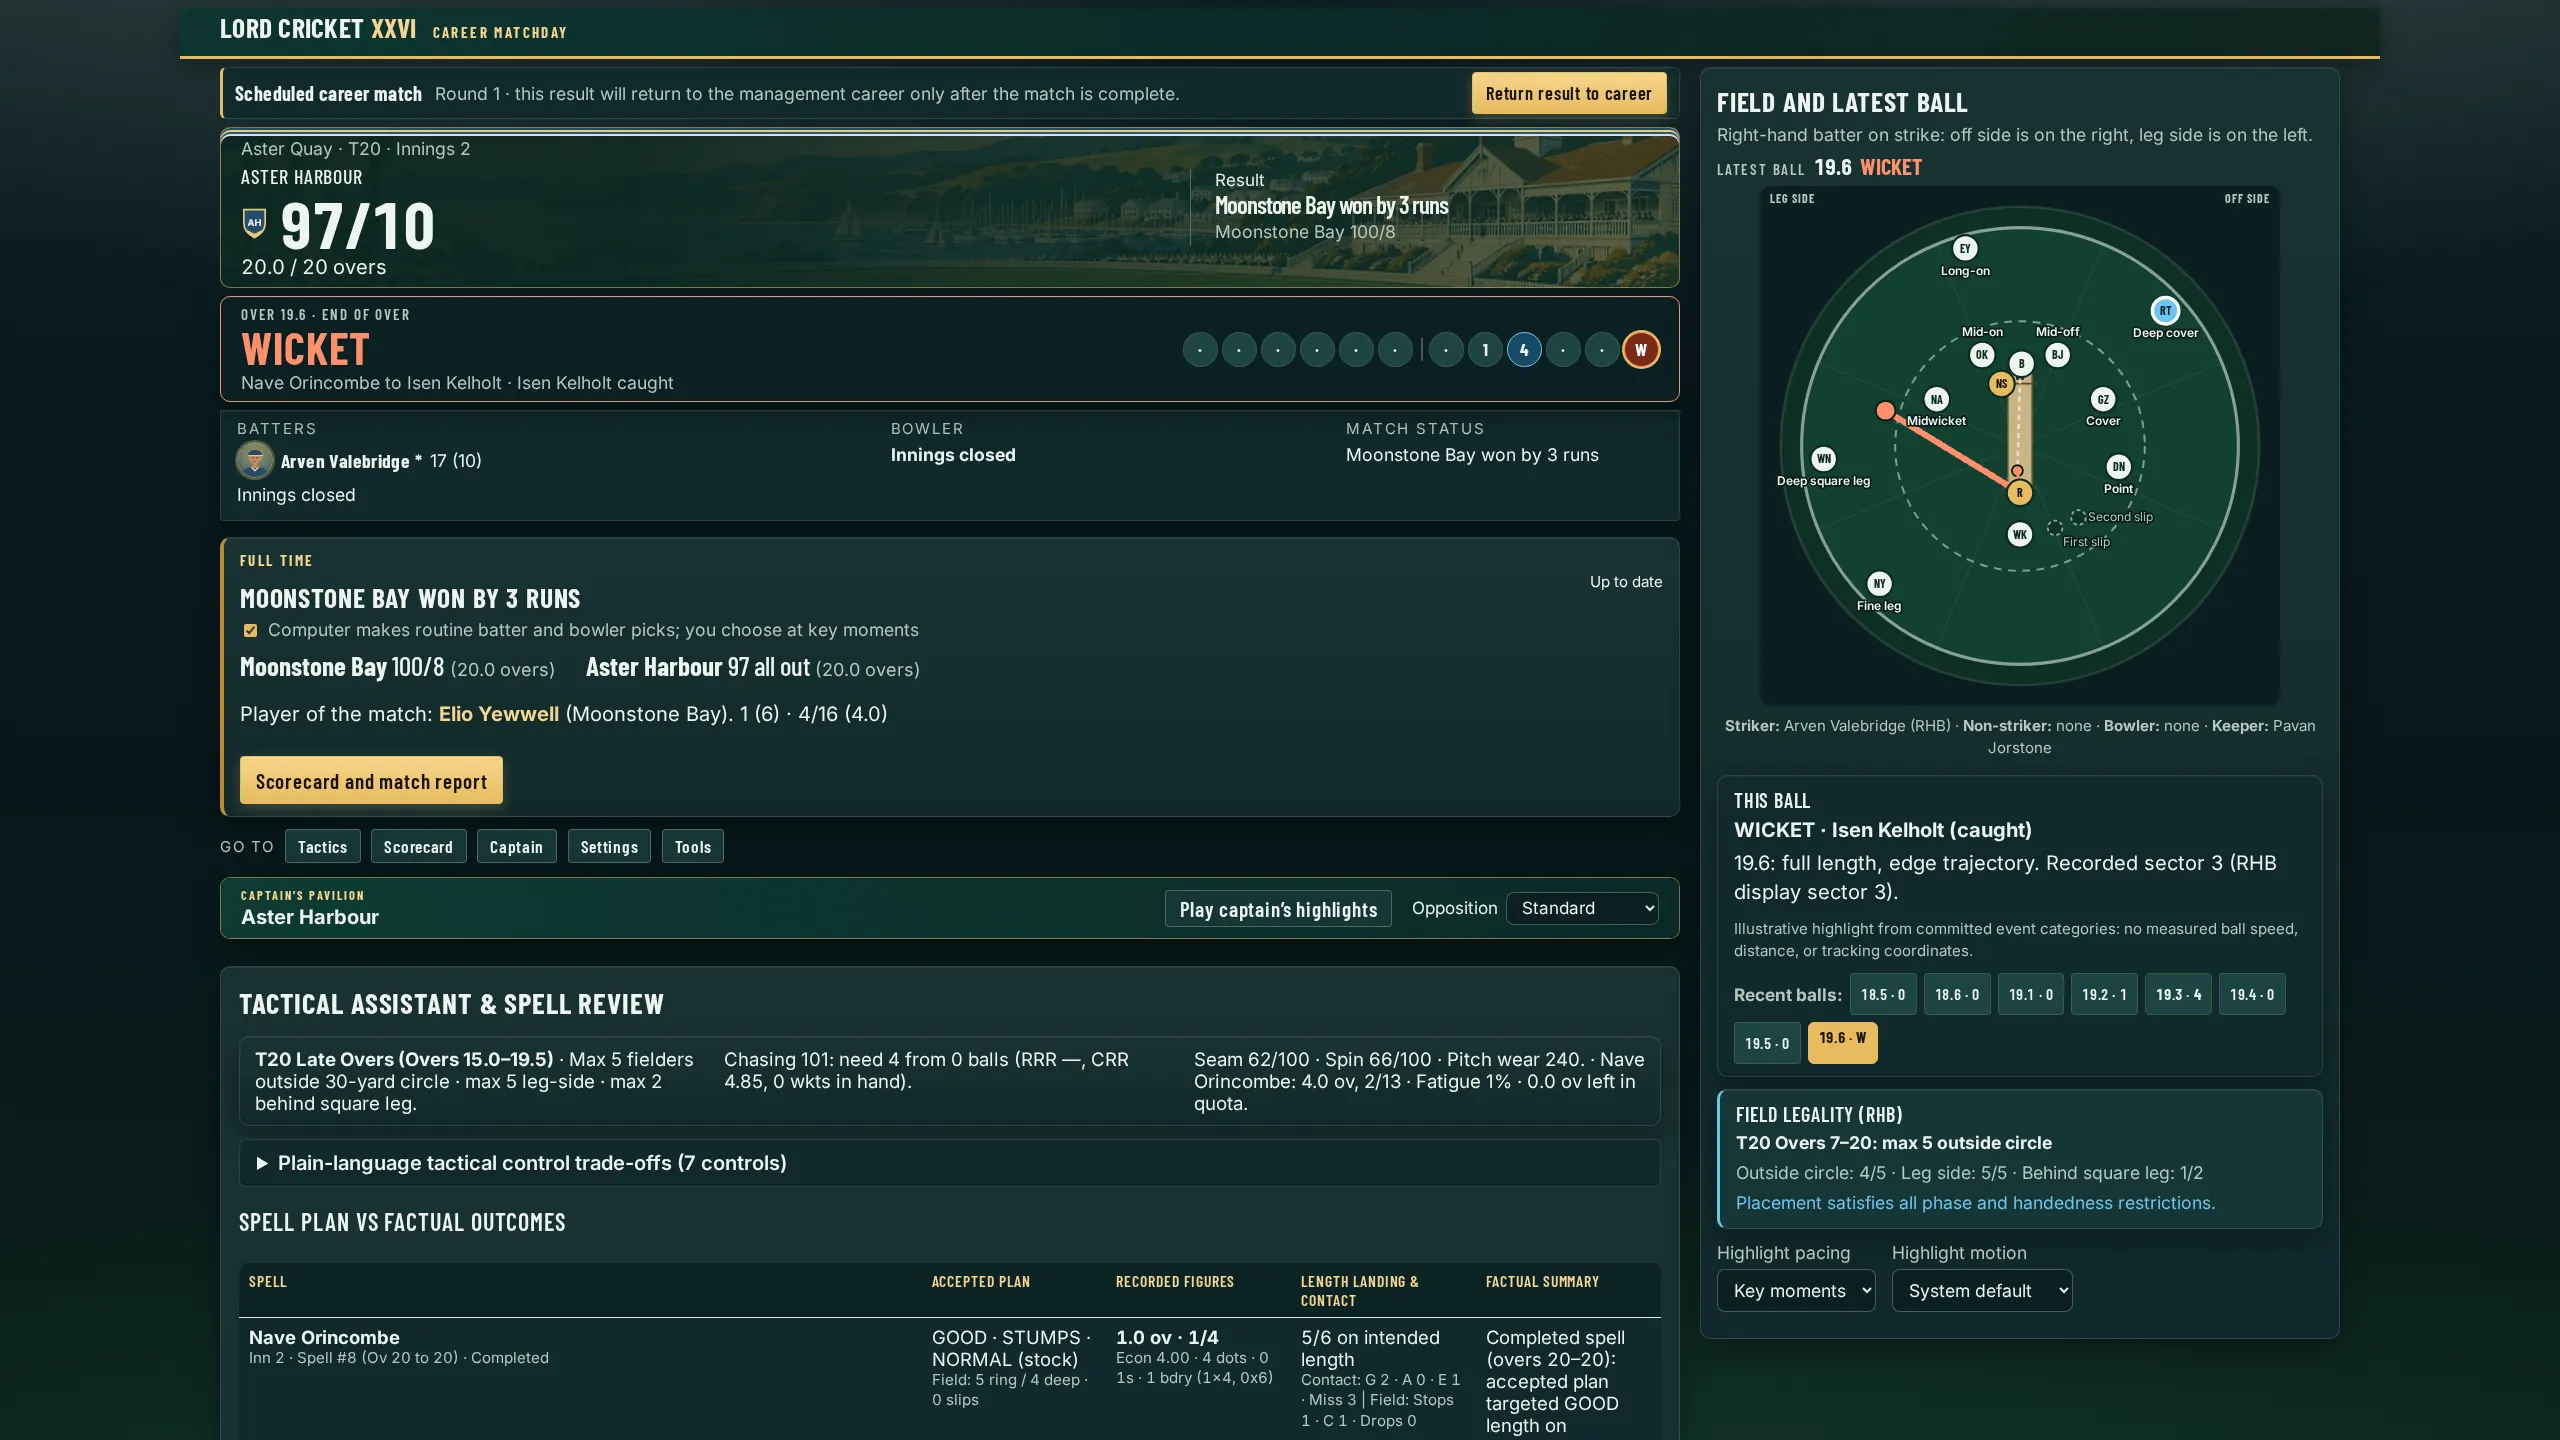 LORD CRICKET XXVI CAREER MATCHDAY
Scheduled career match Round 1 · this result will return to the management career only after the match is complete.
Return result to career
Aster Quay · T20 · Innings 2
ASTER HARBOUR
AH 97/10
20.0 / 20 overs
Result
Moonstone Bay won by 3 runs
Moonstone Bay 100/8
OVER 19.6 · END OF OVER
WICKET
Nave Orincombe to Isen Kelholt · Isen Kelholt caught
· · · · · · | · 1 4 · · W
BATTERS
Arven Valebridge * 17 (10)
Innings closed
BOWLER
Innings closed
MATCH STATUS
Moonstone Bay won by 3 runs
FULL TIME
MOONSTONE BAY WON BY 3 RUNS
Up to date
Computer makes routine batter and bowler picks; you choose at key moments
Moonstone Bay 100/8 (20.0 overs) Aster Harbour 97 all out (20.0 overs)
Player of the match: Elio Yewwell (Moonstone Bay). 1 (6) · 4/16 (4.0)
Scorecard and match report
GO TO Tactics Scorecard Captain Settings Tools
CAPTAIN'S PAVILION
Aster Harbour
Play captain's highlights
Opposition Standard
TACTICAL ASSISTANT & SPELL REVIEW
T20 Late Overs (Overs 15.0–19.5) · Max 5 fielders
outside 30-yard circle · max 5 leg-side · max 2
behind square leg.
Chasing 101: need 4 from 0 balls (RRR —, CRR
4.85, 0 wkts in hand).
Seam 62/100 · Spin 66/100 · Pitch wear 240. · Nave
Orincombe: 4.0 ov, 2/13 · Fatigue 1% · 0.0 ov left in
quota.
Plain-language tactical control trade-offs (7 controls)
SPELL PLAN VS FACTUAL OUTCOMES
SPELL
ACCEPTED PLAN
RECORDED FIGURES
LENGTH LANDING &
CONTACT
FACTUAL SUMMARY
Nave Orincombe
Inn 2 · Spell #8 (Ov 20 to 20) · Completed
GOOD · STUMPS ·
NORMAL (stock)
Field: 5 ring / 4 deep ·
0 slips
1.0 ov · 1/4
Econ 4.00 · 4 dots · 0
1s · 1 bdry (1×4, 0x6)
5/6 on intended
length
Contact: G 2 · A 0 · E 1
· Miss 3 | Field: Stops
1 · C 1 · Drops 0
Completed spell
(overs 20–20):
accepted plan
targeted GOOD
length on
FIELD AND LATEST BALL
Right-hand batter on strike: off side is on the right, leg side is on the left.
LATEST BALL 19.6 WICKET
LEG SIDE
OFF SIDE
EY
Long-on
RT
Deep cover
Mid-on
Mid-off
OK
B
BJ
NS
NA
Midwicket
GZ
Cover
WN
Deep square leg
DN
Point
R
Second slip
First slip
WK
NY
Fine leg
Striker: Arven Valebridge (RHB) · Non-striker: none · Bowler: none · Keeper: Pavan
Jorstone
THIS BALL
WICKET · Isen Kelholt (caught)
19.6: full length, edge trajectory. Recorded sector 3 (RHB
display sector 3).
Illustrative highlight from committed event categories: no measured ball speed,
distance, or tracking coordinates.
Recent balls: 18.5 · 0 18.6 · 0 19.1 · 0 19.2 · 1 19.3 · 4 19.4 · 0
19.5 · 0 19.6 · W
FIELD LEGALITY (RHB)
T20 Overs 7–20: max 5 outside circle
Outside circle: 4/5 · Leg side: 5/5 · Behind square leg: 1/2
Placement satisfies all phase and handedness restrictions.
Highlight pacing
Key moments
Highlight motion
System default